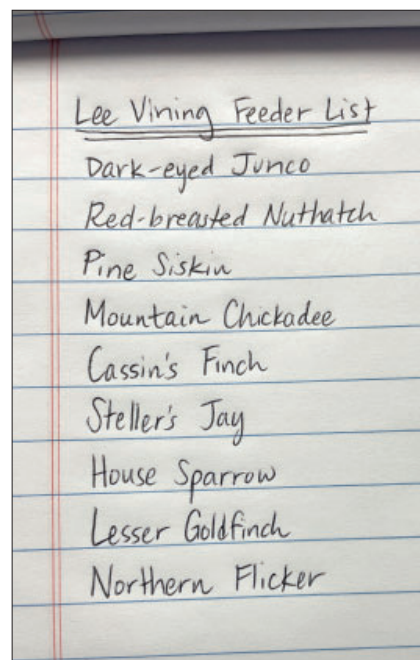 Lee Vining Feeder List
Dark-eyed Junco
Red-breasted Nuthatch
Pine Siskin
Mountain Chickadee
Cassin's Finch
Steller's Jay
House Sparrow
Lesser Goldfinch
Northern Flicker